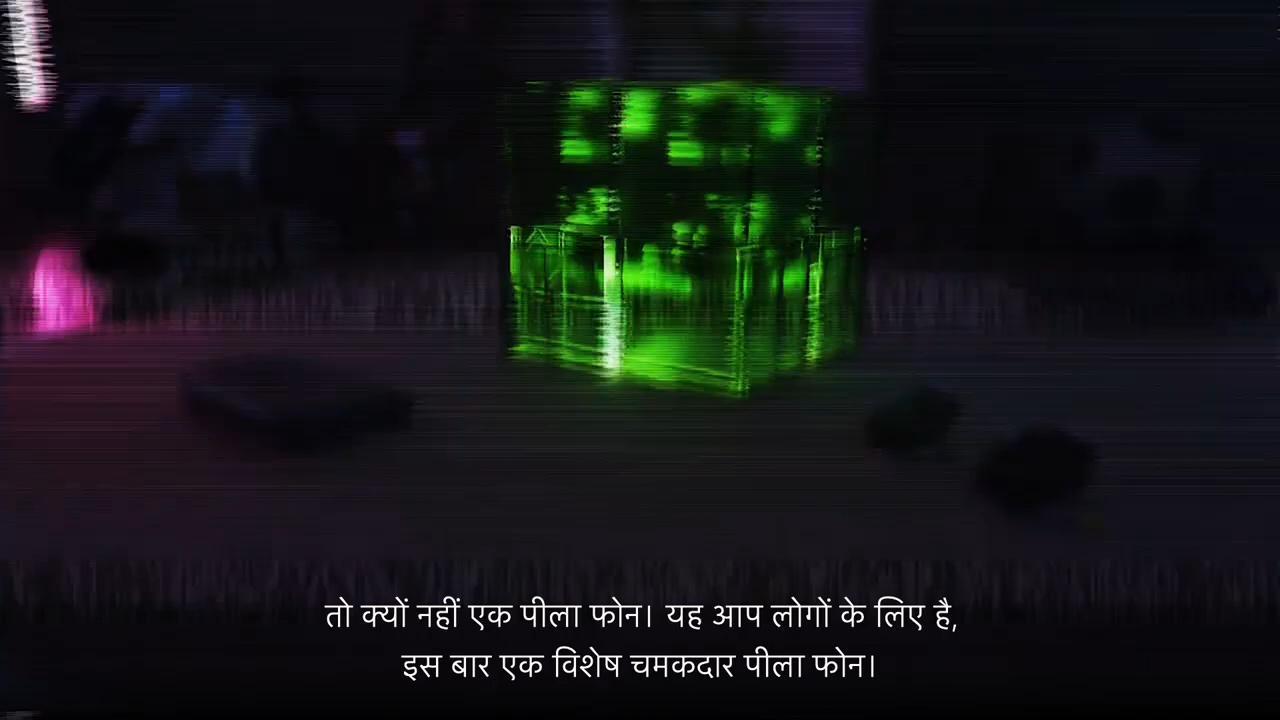 तो क्यों नहीं एक पीला फोन। यह आप लोगों के लिए है,
इस बार एक विशेष चमकदार पीला फोन।